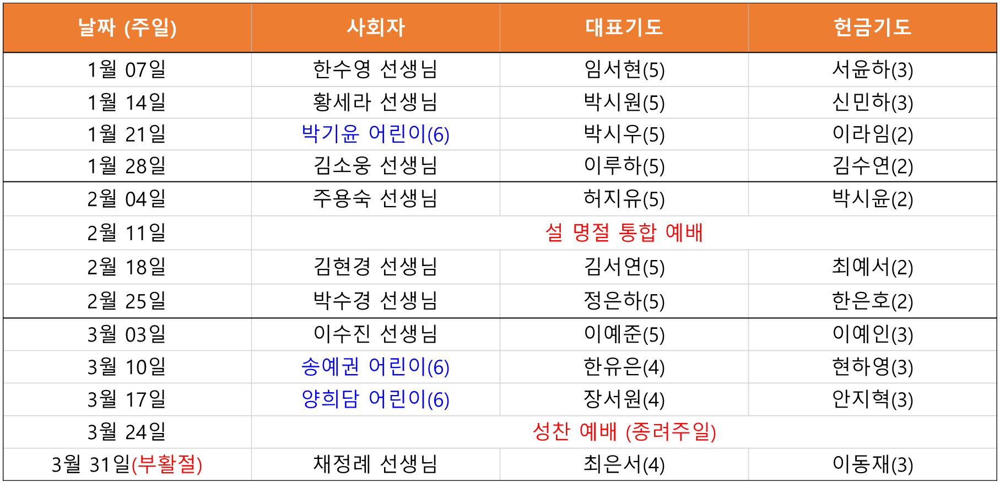 날짜 (주일) 사회자 대표기도 헌금기도
1월 07일 한수영 선생님 임서현(5) 서윤하(3)
1월 14일 황세라 선생님 박시원(5) 신민하(3)
1월 21일 박기윤 어린이(6) 박시우(5) 이라임(2)
1월 28일 김소웅 선생님 이루하(5) 김수연(2)
2월 04일 주용숙 선생님 허지유(5) 박시윤(2)
2월 11일 설 명절 통합 예배
2월 18일 김현경 선생님 김서연(5) 최예서(2)
2월 25일 박수경 선생님 정은하(5) 한은호(2)
3월 03일 이수진 선생님 이예준(5) 이예인(3)
3월 10일 송예권 어린이(6) 한유은(4) 현하영(3)
3월 17일 양희담 어린이(6) 장서원(4) 안지혁(3)
3월 24일 성찬 예배 (종려주일)
3월 31일(부활절) 채정례 선생님 최은서(4) 이동재(3)